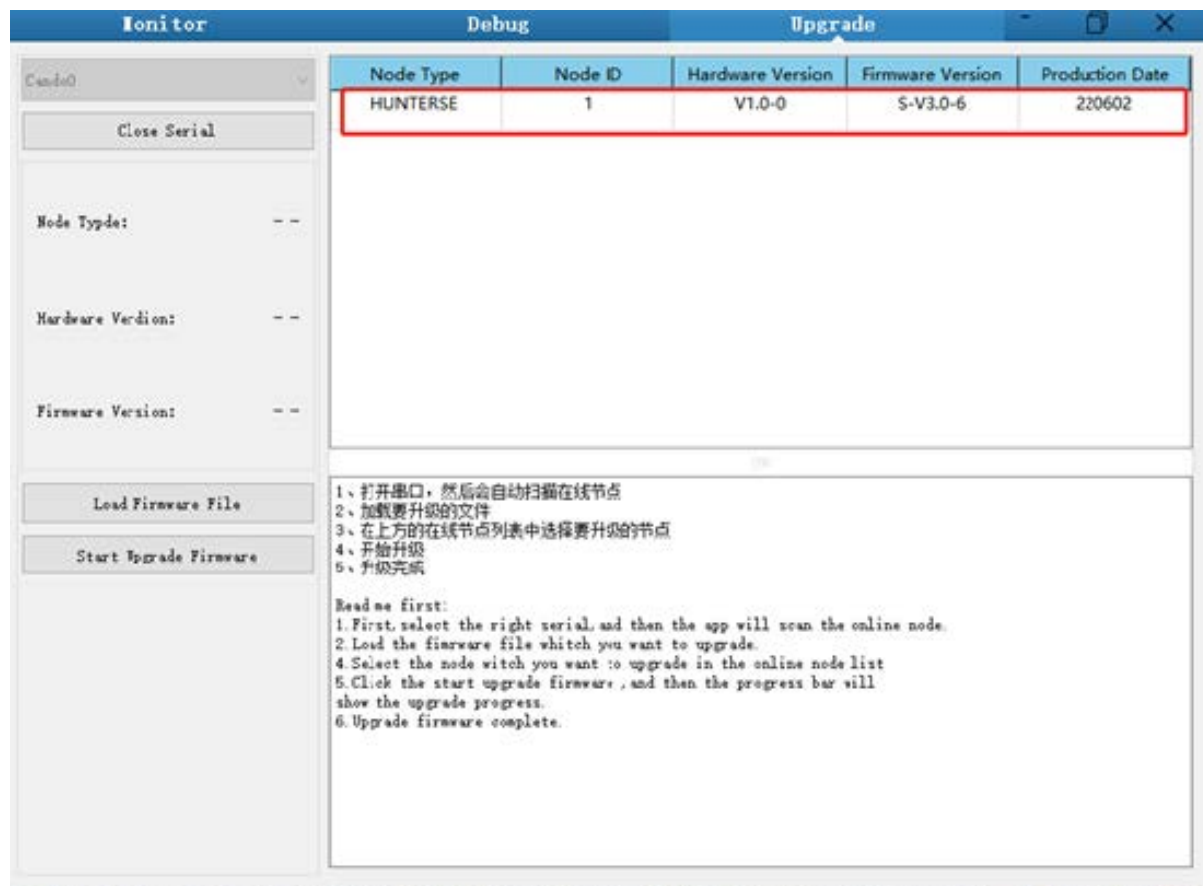 Monitor Debug Upgrade
Cando0
Node Type Node ID Hardware Version Firmware Version Production Date
HUNTERSE 1 V1.0-0 S-V3.0-6 220602
Close Serial
Node Typde: --
Hardware Verdion: --
Firmware Version: --
Load Firmware File
Start Upgrade Firmware
1、打开串口，然后会自动扫描在线节点
2、加载要升级的文件
3、在上方的在线节点列表中选择要升级的节点
4、开始升级
5、升级完成
Read me first:
1.First,select the right serial,and then the app will scan the online node.
2.Load the fimrware file whitch you want to upgrade.
4.Select the node witch you want to upgrade in the online node list
5.Click the start upgrade firmware ,and then the progress bar will
show the upgrade progress.
6.Upgrade firmware complete.